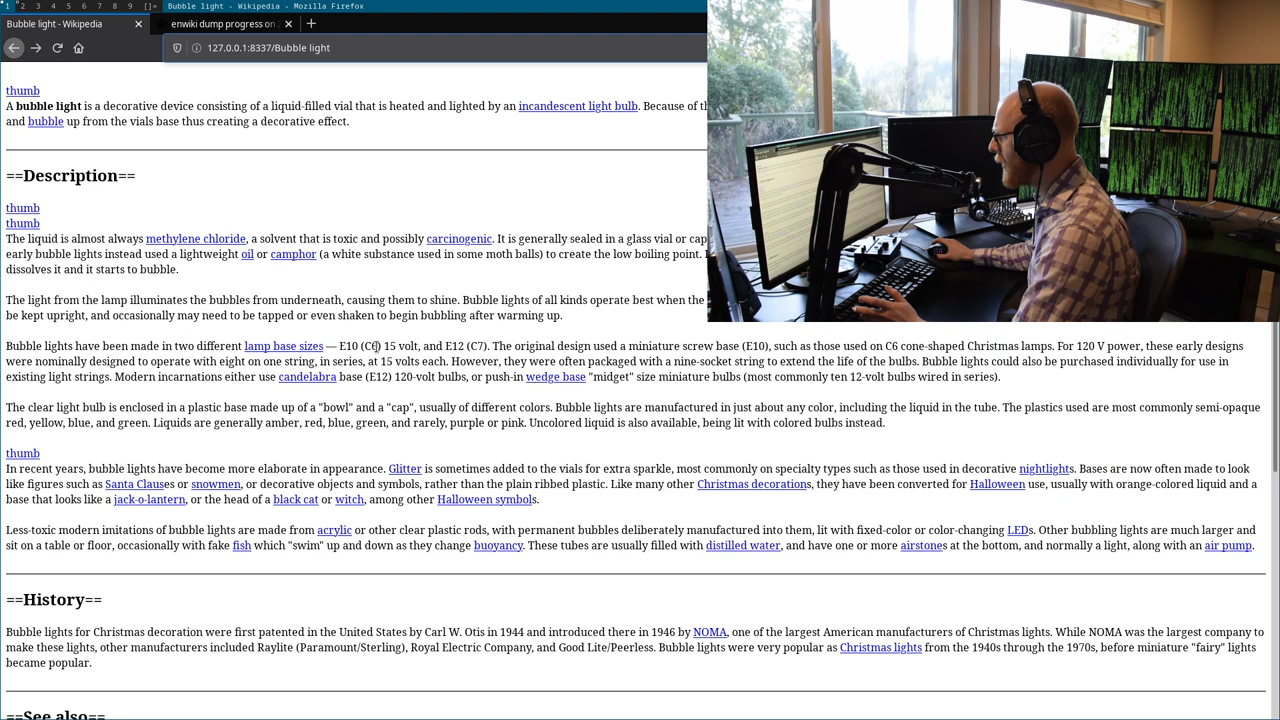 1 2 3 4 5 6 7 8 9 []= Bubble light - Wikipedia - Mozilla Firefox
Bubble light - Wikipedia × enwiki dump progress on × +
127.0.0.1:8337/Bubble light
thumb
A bubble light is a decorative device consisting of a liquid-filled vial that is heated and lighted by an incandescent light bulb. Because of
and bubble up from the vials base thus creating a decorative effect.
==Description==
thumb
thumb
The liquid is almost always methylene chloride, a solvent that is toxic and possibly carcinogenic. It is generally sealed in a glass vial or
early bubble lights instead used a lightweight oil or camphor (a white substance used in some moth balls) to create the low boiling point.
dissolves it and it starts to bubble.
The light from the lamp illuminates the bubbles from underneath, causing them to shine. Bubble lights of all kinds operate best when the
be kept upright, and occasionally may need to be tapped or even shaken to begin bubbling after warming up.
Bubble lights have been made in two different lamp base sizes — E10 (C6) 15 volt, and E12 (C7). The original design used a miniature screw base (E10), such as those used on C6 cone-shaped Christmas lamps. For 120 V power, these early designs
were nominally designed to operate with eight on one string, in series, at 15 volts each. However, they were often packaged with a nine-socket string to extend the life of the bulbs. Bubble lights could also be purchased individually for use in
existing light strings. Modern incarnations either use candelabra base (E12) 120-volt bulbs, or push-in wedge base "midget" size miniature bulbs (most commonly ten 12-volt bulbs wired in series).
The clear light bulb is enclosed in a plastic base made up of a "bowl" and a "cap", usually of different colors. Bubble lights are manufactured in just about any color, including the liquid in the tube. The plastics used are most commonly semi-opaque
red, yellow, blue, and green. Liquids are generally amber, red, blue, green, and rarely, purple or pink. Uncolored liquid is also available, being lit with colored bulbs instead.
thumb
In recent years, bubble lights have become more elaborate in appearance. Glitter is sometimes added to the vials for extra sparkle, most commonly on specialty types such as those used in decorative nightlights. Bases are now often made to look
like figures such as Santa Clauses or snowmen, or decorative objects and symbols, rather than the plain ribbed plastic. Like many other Christmas decorations, they have been converted for Halloween use, usually with orange-colored liquid and a
base that looks like a jack-o-lantern, or the head of a black cat or witch, among other Halloween symbols.
Less-toxic modern imitations of bubble lights are made from acrylic or other clear plastic rods, with permanent bubbles deliberately manufactured into them, lit with fixed-color or color-changing LEDs. Other bubbling lights are much larger and
sit on a table or floor, occasionally with fake fish which "swim" up and down as they change buoyancy. These tubes are usually filled with distilled water, and have one or more airstones at the bottom, and normally a light, along with an air pump.
==History==
Bubble lights for Christmas decoration were first patented in the United States by Carl W. Otis in 1944 and introduced there in 1946 by NOMA, one of the largest American manufacturers of Christmas lights. While NOMA was the largest company to
make these lights, other manufacturers included Raylite (Paramount/Sterling), Royal Electric Company, and Good Lite/Peerless. Bubble lights were very popular as Christmas lights from the 1940s through the 1970s, before miniature "fairy" lights
became popular.
==See also==